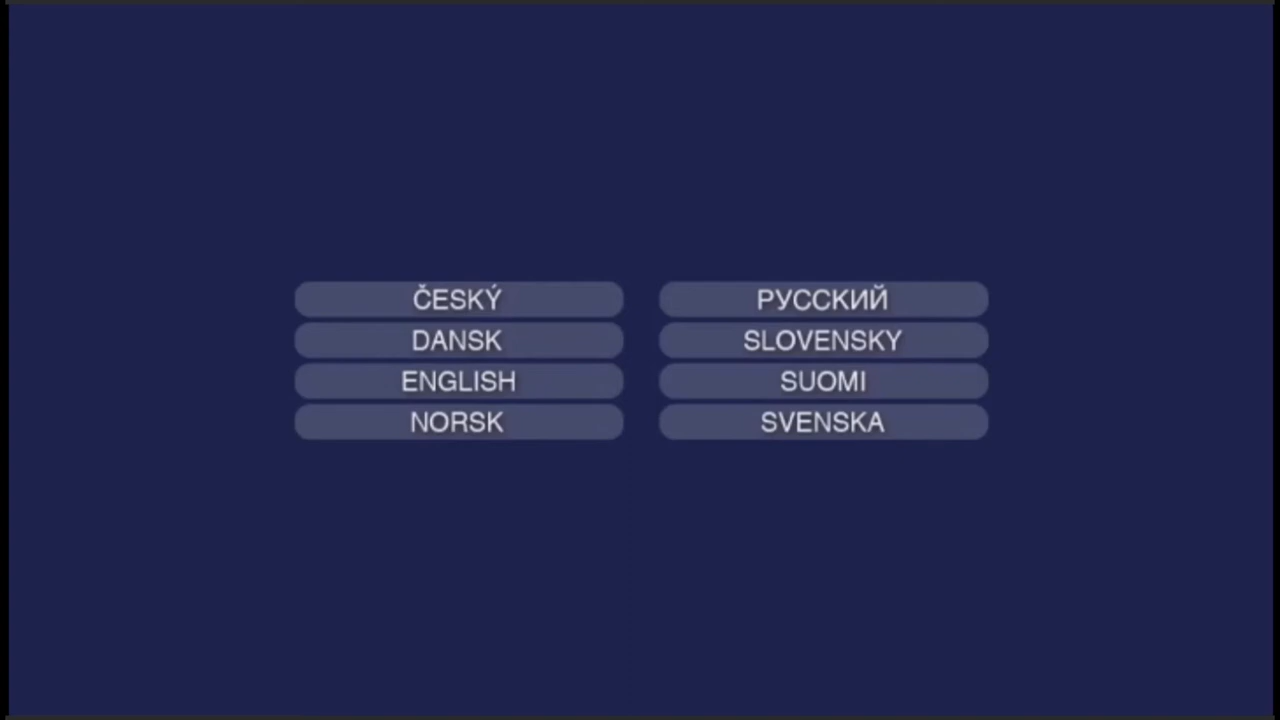 ČESKÝ
DANSK
ENGLISH
NORSK
РУССКИЙ
SLOVENSKY
SUOMI
SVENSKA